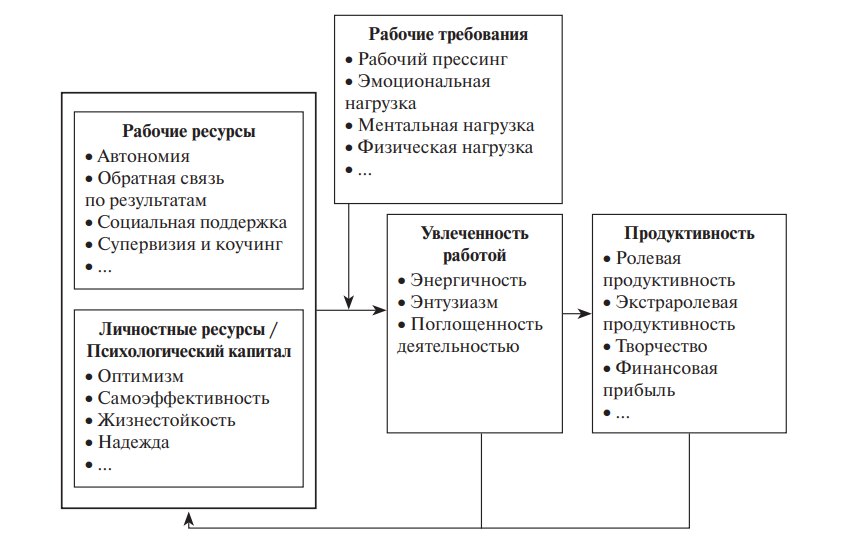 Рабочие требования
• Рабочий прессинг
• Эмоциональная
нагрузка
• Ментальная нагрузка
• Физическая нагрузка
• ...
Рабочие ресурсы
• Автономия
• Обратная связь
по результатам
• Социальная поддержка
• Супервизия и коучинг
• ...
Личностные ресурсы /
Психологический капитал
• Оптимизм
• Самоэффективность
• Жизнестойкость
• Надежда
• ...
Увлеченность
работой
• Энергичность
• Энтузиазм
• Поглощенность
деятельностью
Продуктивность
• Ролевая
продуктивность
• Экстраролевая
продуктивность
• Творчество
• Финансовая
прибыль
• ...